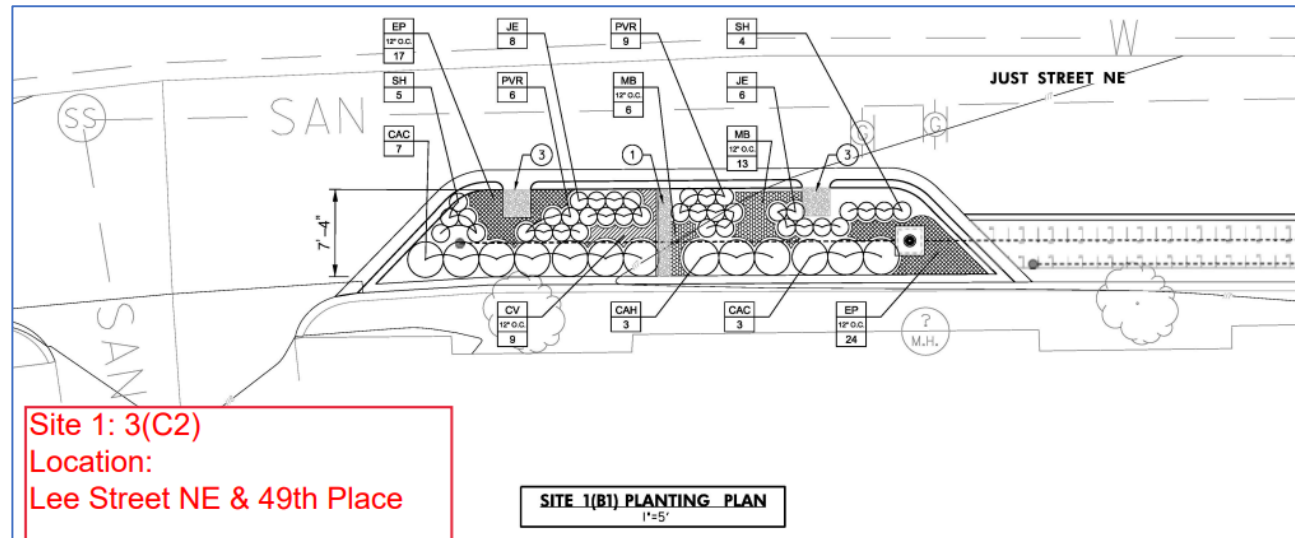 EP
12" O.C.
17
JE
8
PVR
9
SH
4
W
JUST STREET NE
SH
5
PVR
6
MB
12" O.C.
6
JE
6
SS
SAN
G
G
CAC
7
3
1
MB
12" O.C.
13
3
7'-4"
SAN
CV
12" O.C.
9
CAH
3
CAC
3
EP
12" O.C.
24
?
M.H.
Site 1: 3(C2)
Location:
Lee Street NE & 49th Place
SITE 1(B1) PLANTING PLAN
1"=5'